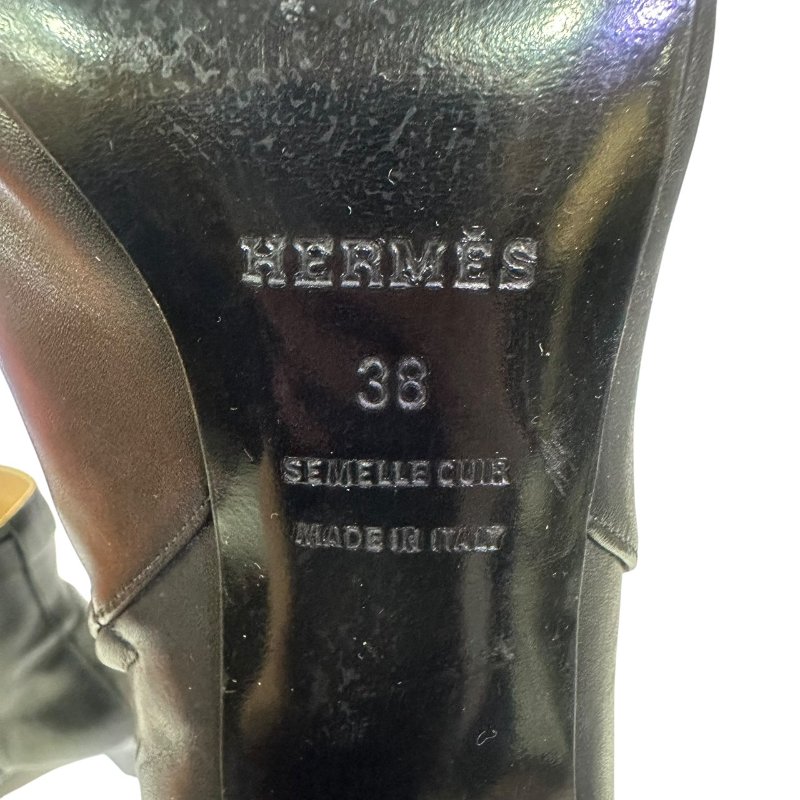 HERMÈS
38
SEMELLE CUIR
MADE IN ITALY